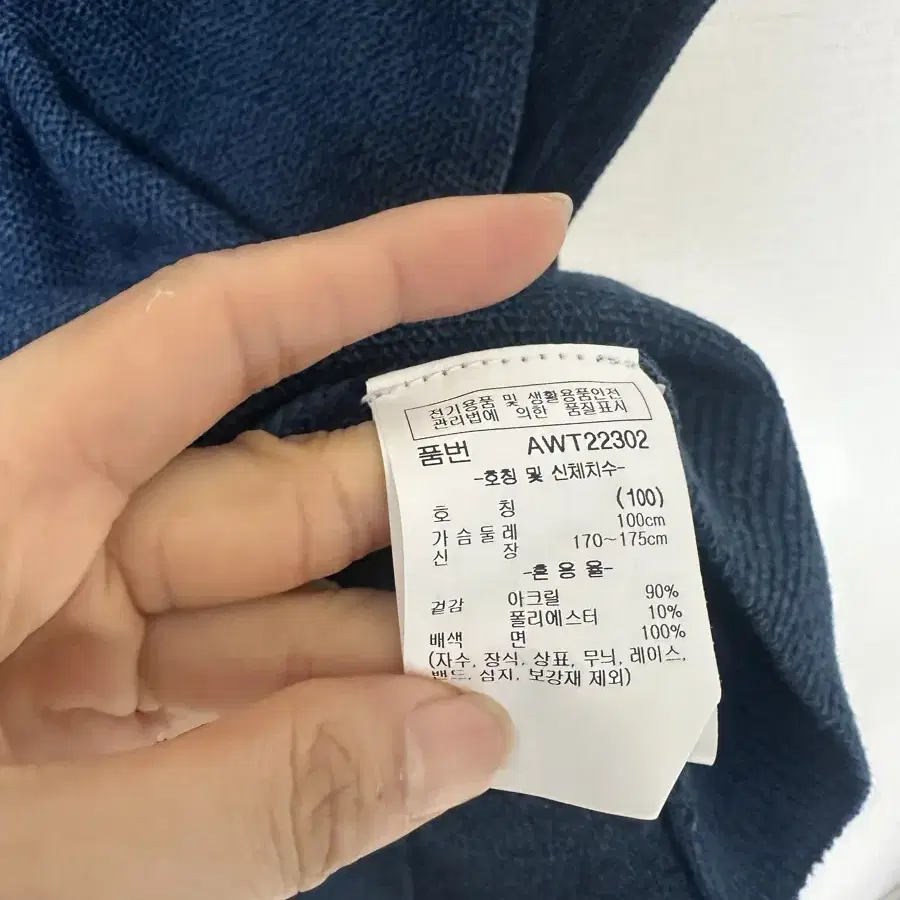 전기용품 및 생활용품안전
관리법에 의한 품질표시
품번 AWT22302
-호칭 및 신체치수-
호 칭 (100)
가슴둘레 100cm
신 장 170~175cm
-혼용율-
겉감 아크릴 90%
폴리에스터 10%
배색 면 100%
(자수, 장식, 상표, 무늬, 레이스,
밴드, 심지, 보강재 제외)